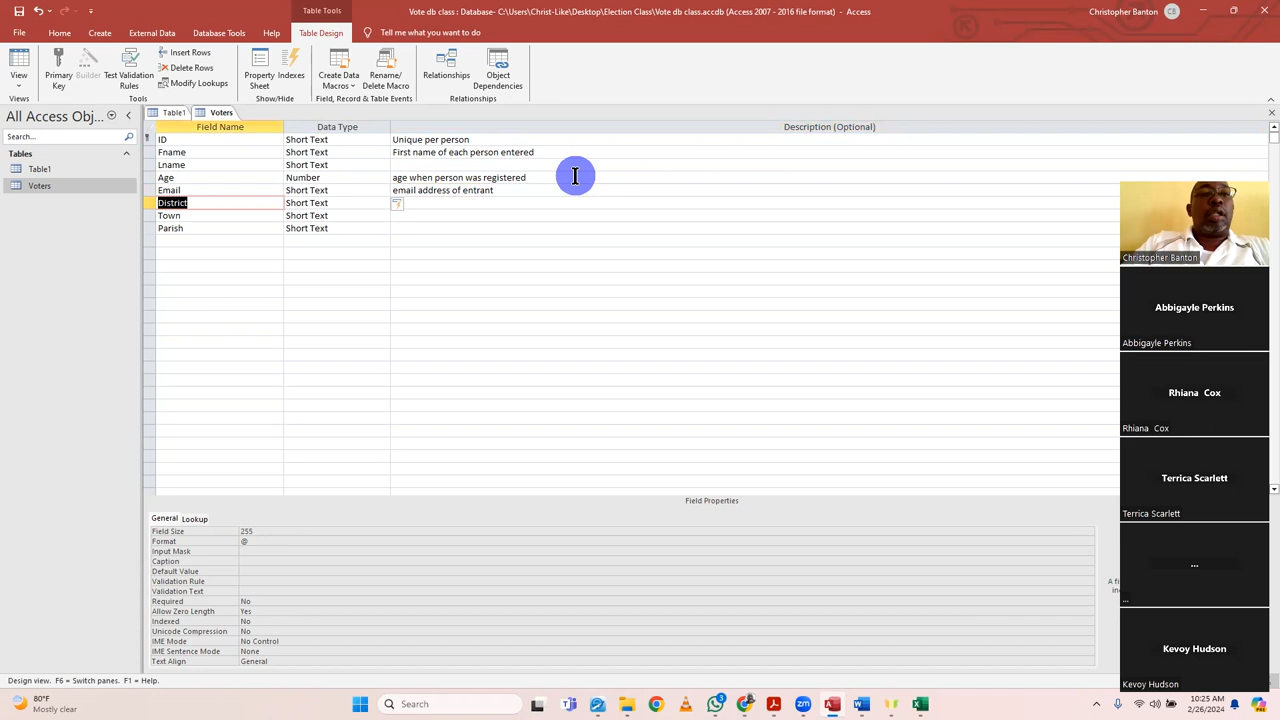 Table Tools
Vote db class : Database- C:\Users\Christ-Like\Desktop\Election Class\Vote db class.accdb (Access 2007 - 2016 file format) - Access
Christopher Banton
CB
File Home Create External Data Database Tools Help Table Design Tell me what you want to do
View
Primary Key
Builder
Test Validation Rules
Insert Rows
Delete Rows
Modify Lookups
Property Sheet
Indexes
Create Data Macros
Rename/ Delete Macro
Relationships
Object Dependencies
Views Tools Show/Hide Field, Record & Table Events Relationships
All Access Obj...
Search...
Tables
Table1
Voters
Table1 Voters
Field Name Data Type Description (Optional)
ID Short Text Unique per person
Fname Short Text First name of each person entered
Lname Short Text
Age Number age when person was registered
Email Short Text email address of entrant
District Short Text
Town Short Text
Parish Short Text
Field Properties
General Lookup
Field Size 255
Format @
Input Mask
Caption
Default Value
Validation Rule
Validation Text
Required No
Allow Zero Length Yes
Indexed No
Unicode Compression No
IME Mode No Control
IME Sentence Mode None
Text Align General
Christopher Banton
Abbigayle Perkins
Abbigayle Perkins
Rhiana Cox
Rhiana Cox
Terrica Scarlett
Terrica Scarlett
...
...
Kevoy Hudson
Kevoy Hudson
Design view. F6 = Switch panes. F1 = Help.
80°F
Mostly clear
Search
3
10:25 AM
2/26/2024